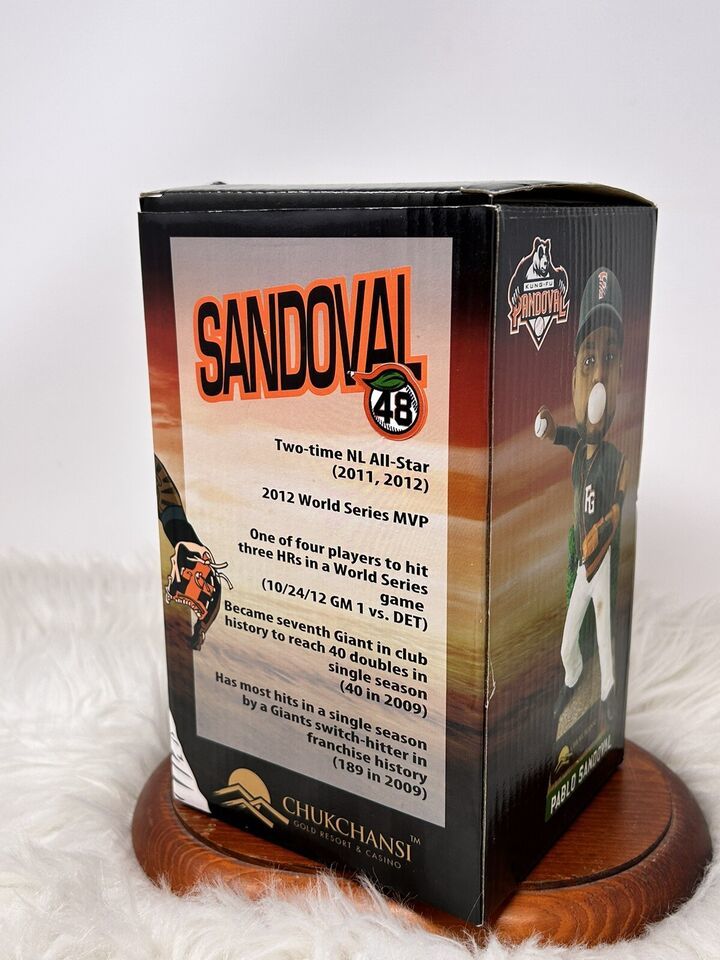 SANDOVAL
48
Two-time NL All-Star
(2011, 2012)
2012 World Series MVP
One of four players to hit
three HRs in a World Series
game
(10/24/12 GM 1 vs. DET)
Became seventh Giant in club
history to reach 40 doubles in
single season
(40 in 2009)
Has most hits in a single season
by a Giants switch-hitter in
franchise history
(189 in 2009)
CHUKCHANSI™
GOLD RESORT & CASINO
KUNG-FU
PANDOVAL
FG
PABLO SANDOVAL